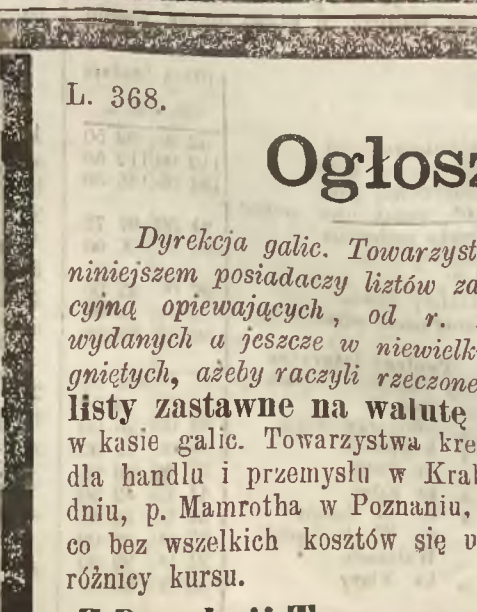 L. 368.
Ogłosz
Dyrekcja galic. Towarzyst
niniejszem posiadaczy liztów za
cyjną opiewających, od r.
wydanych a jeszcze w niewielk
gniętych, ażeby raczyli rzeczone
listy zastawne na walutę
w kasie galic. Towarzystwa kre
dla handlu i przemysłu w Kra
dniu, p. Mamrotha w Poznaniu,
co bez wszelkich kosztów się u
różnicy kursu.